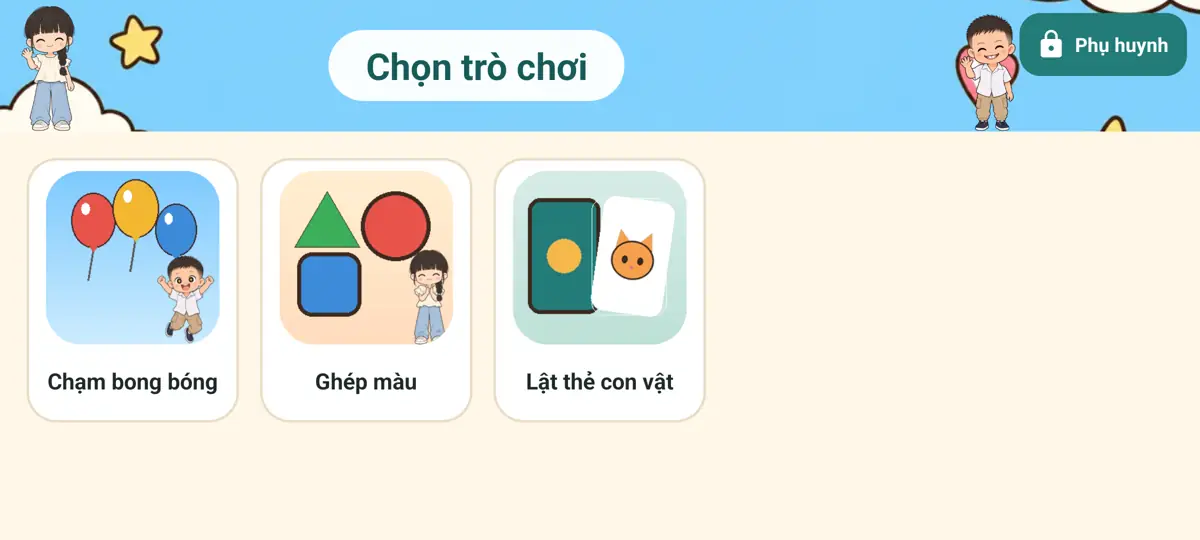 Chọn trò chơi
Phụ huynh
Chạm bong bóng
Ghép màu
Lật thẻ con vật